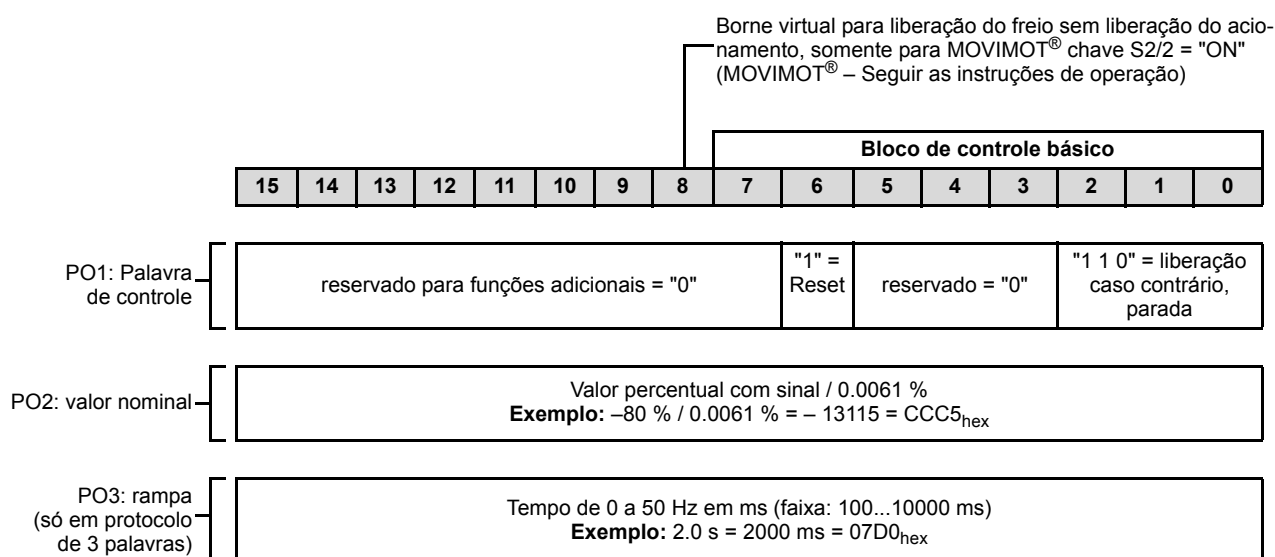 Borne virtual para liberação do freio sem liberação do acio-
namento, somente para MOVIMOT® chave S2/2 = "ON"
(MOVIMOT® – Seguir as instruções de operação)
Bloco de controle básico
15 14 13 12 11 10 9 8 7 6 5 4 3 2 1 0
PO1: Palavra
de controle
reservado para funções adicionais = "0"
"1" =
Reset
reservado = "0"
"1 1 0" = liberação
caso contrário,
parada
PO2: valor nominal
Valor percentual com sinal / 0.0061 %
Exemplo: –80 % / 0.0061 % = – 13115 = CCC5hex
PO3: rampa
(só em protocolo
de 3 palavras)
Tempo de 0 a 50 Hz em ms (faixa: 100...10000 ms)
Exemplo: 2.0 s = 2000 ms = 07D0hex